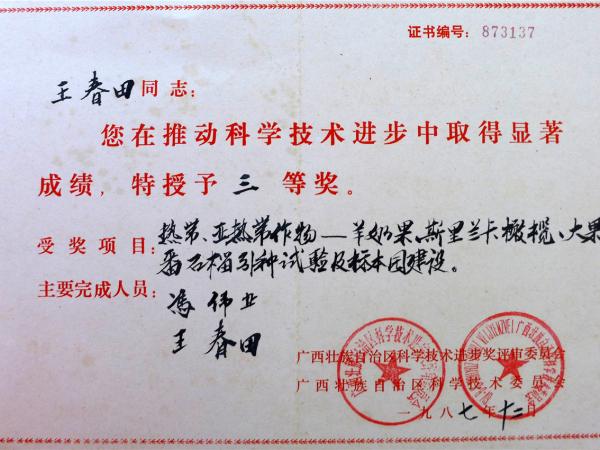 证书编号: 873137
王春田同志:
您在推动科学技术进步中取得显著
成绩，特授予三等奖。
受奖项目: 热带、亚热带作物—羊奶果、斯里兰卡橄榄、大果
番石榴引种试验及标本园建设。
主要完成人员: 冯伟业
王春田
广西壮族自治区科学技术进步奖评审委员会
广西壮族自治区科学技术委员会
一九八七年十二月